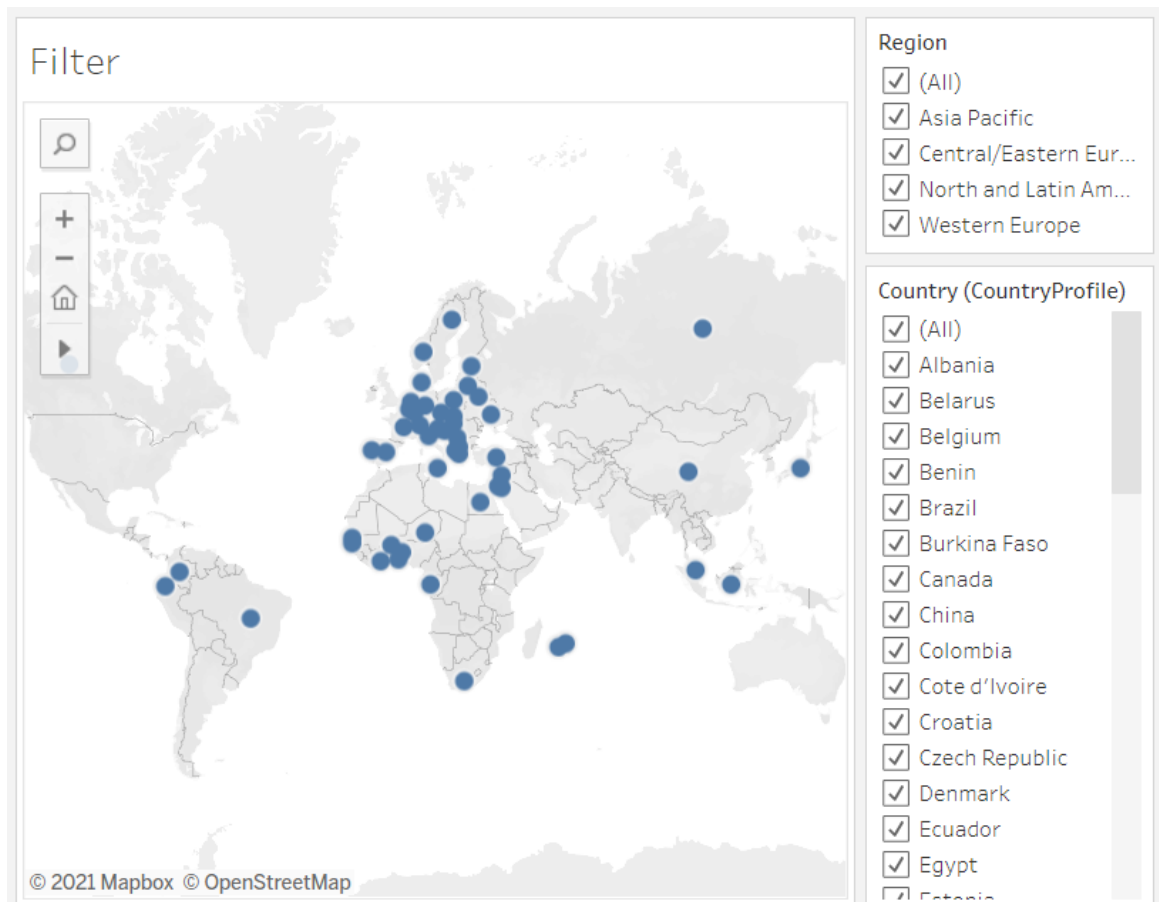 Filter
© 2021 Mapbox © OpenStreetMap
Region
(All)
Asia Pacific
Central/Eastern Eur...
North and Latin Am...
Western Europe
Country (CountryProfile)
(All)
Albania
Belarus
Belgium
Benin
Brazil
Burkina Faso
Canada
China
Colombia
Cote d'Ivoire
Croatia
Czech Republic
Denmark
Ecuador
Egypt
Estonia